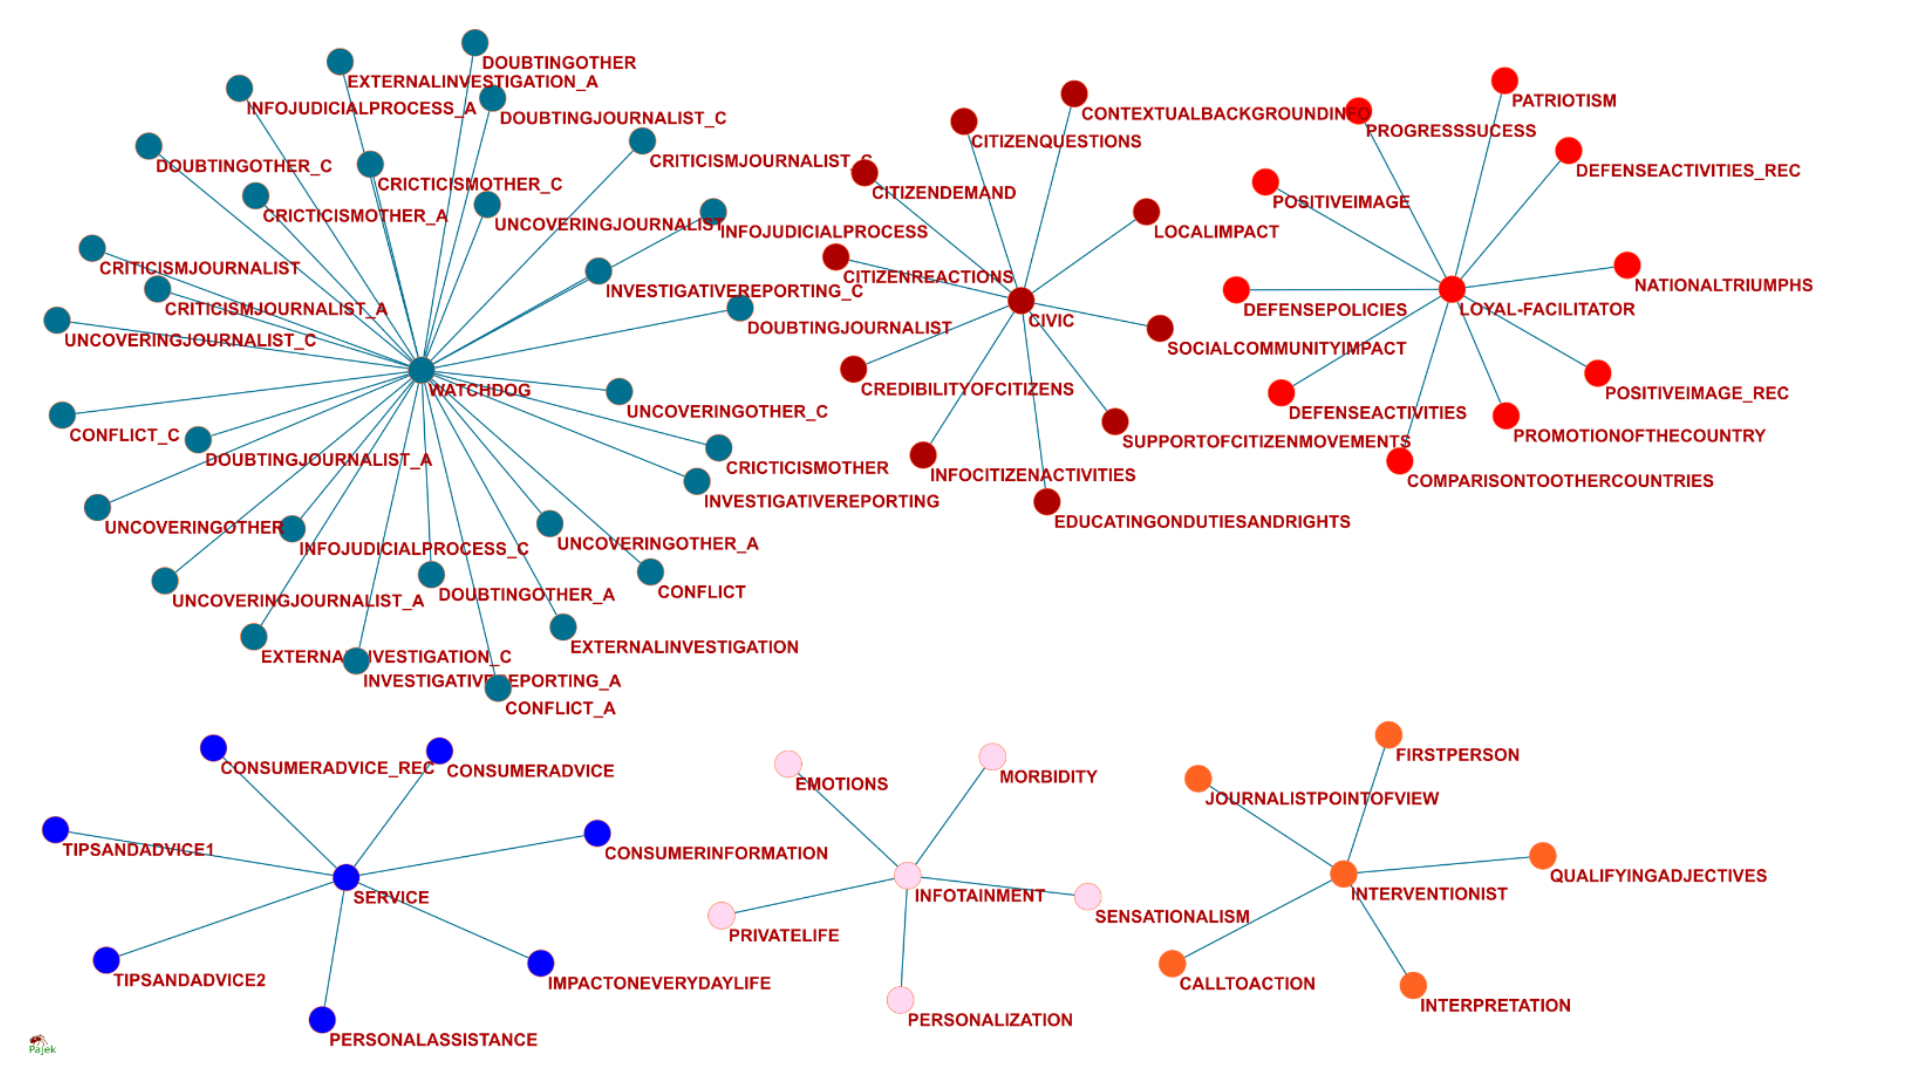 DOUBTINGOTHER
EXTERNALINVESTIGATION_A
INFOJUDICIALPROCESS_A
DOUBTINGJOURNALIST_C
DOUBTINGOTHER_C
CRITICISMJOURNALIST_C
CRICTICISMOTHER_C
CRICTICISMOTHER_A
UNCOVERINGJOURNALIST
INFOJUDICIALPROCESS
CRITICISMJOURNALIST
INVESTIGATIVEREPORTING_C
CRITICISMJOURNALIST_A
DOUBTINGJOURNALIST
UNCOVERINGJOURNALIST_C
WATCHDOG
UNCOVERINGOTHER_C
CONFLICT_C
DOUBTINGJOURNALIST_A
CRICTICISMOTHER
INVESTIGATIVEREPORTING
UNCOVERINGOTHER
INFOJUDICIALPROCESS_C
UNCOVERINGOTHER_A
DOUBTINGOTHER_A
CONFLICT
UNCOVERINGJOURNALIST_A
EXTERNALINVESTIGATION
EXTERNALINVESTIGATION_C
INVESTIGATIVEREPORTING_A
CONFLICT_A
CONTEXTUALBACKGROUNDINFO
CITIZENQUESTIONS
CITIZENDEMAND
LOCALIMPACT
CITIZENREACTIONS
CIVIC
SOCIALCOMMUNITYIMPACT
CREDIBILITYOFCITIZENS
SUPPORTOFCITIZENMOVEMENTS
INFOCITIZENACTIVITIES
EDUCATINGONDUTIESANDRIGHTS
PATRIOTISM
PROGRESSSUCESS
DEFENSEACTIVITIES_REC
POSITIVEIMAGE
NATIONALTRIUMPHS
DEFENSEPOLICIES
LOYAL-FACILITATOR
POSITIVEIMAGE_REC
DEFENSEACTIVITIES
PROMOTIONOFTHECOUNTRY
COMPARISONTOOTHERCOUNTRIES
CONSUMERADVICE_REC
CONSUMERADVICE
TIPSANDADVICE1
CONSUMERINFORMATION
SERVICE
TIPSANDADVICE2
IMPACTONEVERYDAYLIFE
PERSONALASSISTANCE
EMOTIONS
MORBIDITY
INFOTAINMENT
SENSATIONALISM
PRIVATELIFE
PERSONALIZATION
FIRSTPERSON
JOURNALISTPOINTOFVIEW
QUALIFYINGADJECTIVES
INTERVENTIONIST
CALLTOACTION
INTERPRETATION
Pajek